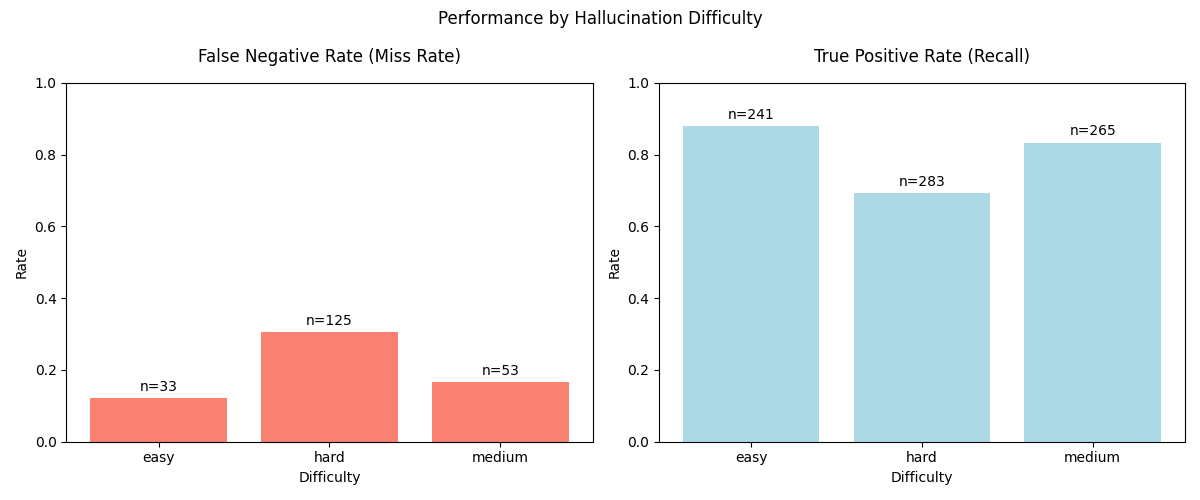 Performance by Hallucination Difficulty
False Negative Rate (Miss Rate)
1.0
0.8
0.6
0.4
0.2
0.0
Rate
n=33
n=125
n=53
easy
hard
medium
Difficulty
True Positive Rate (Recall)
1.0
0.8
0.6
0.4
0.2
0.0
Rate
n=241
n=283
n=265
easy
hard
medium
Difficulty